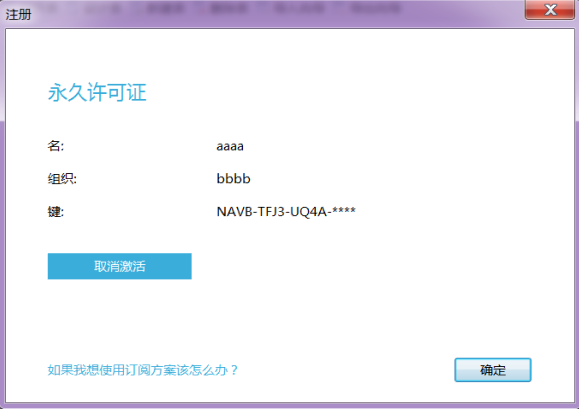 注册
永久许可证
名: aaaa
组织: bbbb
键: NAVB-TFJ3-UQ4A-****
取消激活
如果我想使用订阅方案该怎么办？ 确定